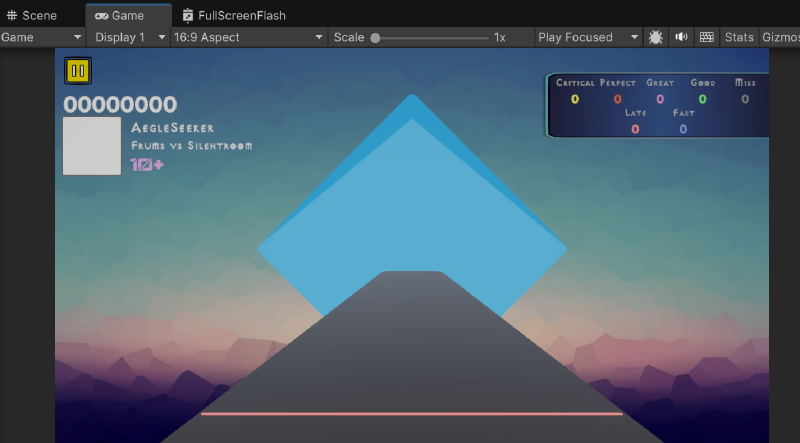 Scene Game FullScreenFlash
Game Display 1 16:9 Aspect Scale 1x Play Focused Stats Gizmos
00000000
AegleSeeker
Frums vs Silentroom
10+
Critical Perfect Great Good Miss
0 0 0 0 0
Late Fast
0 0